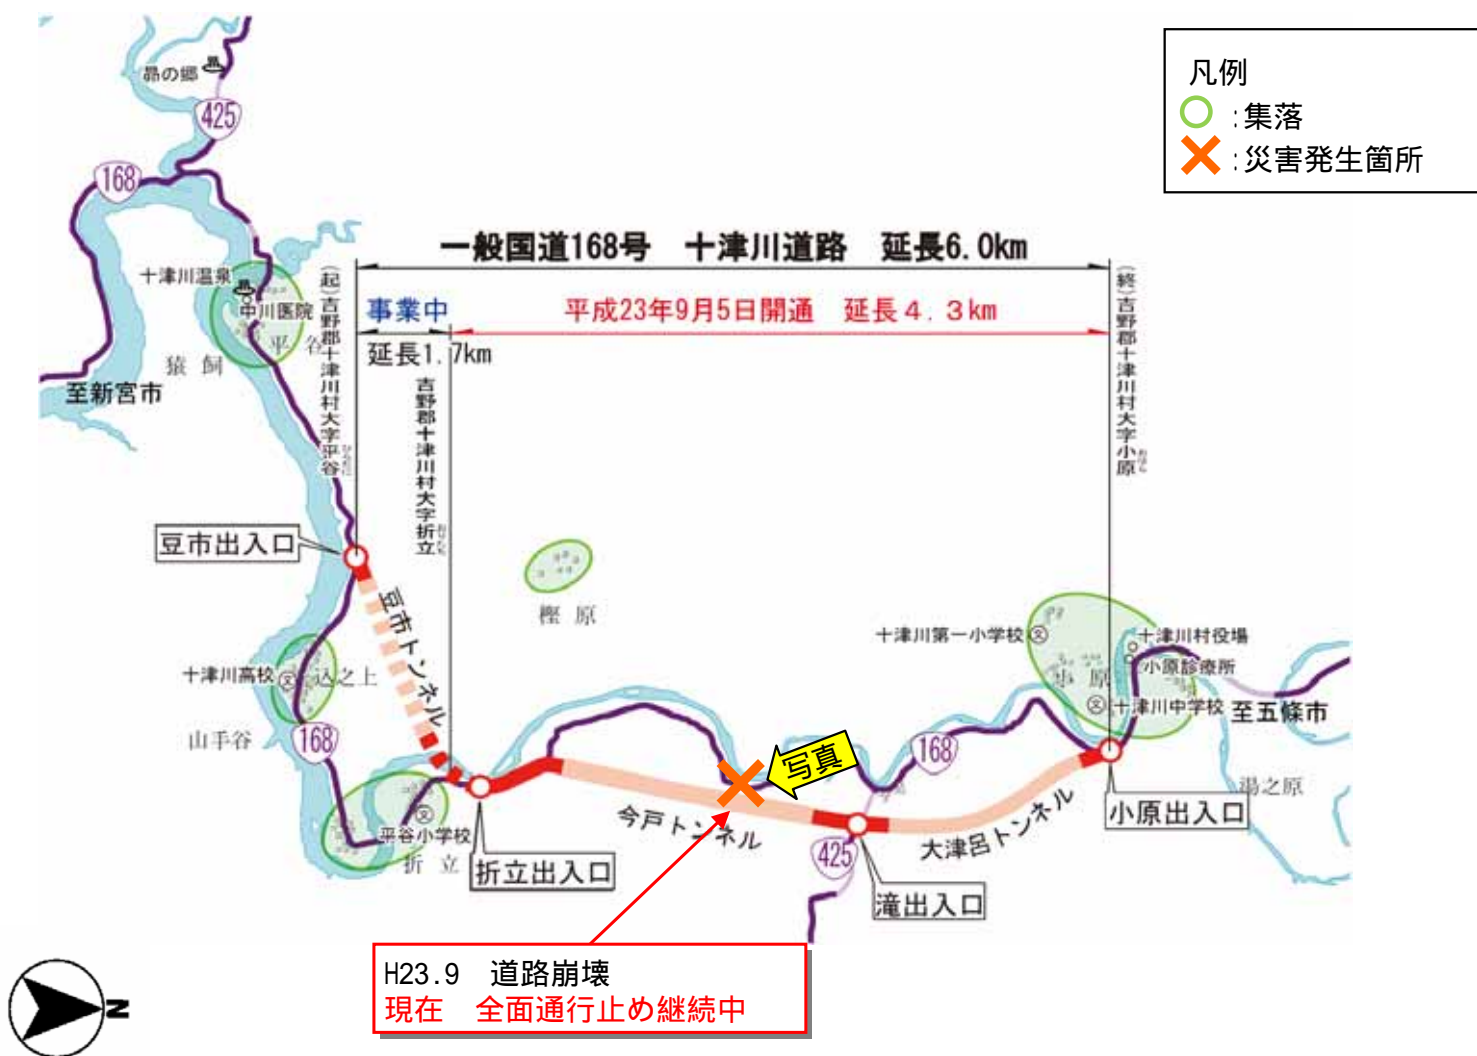 凡例
:集落
:災害発生箇所
昴の郷
425
168
一般国道168号　十津川道路　延長6.0km
事業中
平成23年9月5日開通　延長4.3km
延長1.7km
(起)吉野郡十津川村大字平谷
吉野郡十津川村大字折立
おりたち
(終)吉野郡十津川村大字小原
おはら
十津川温泉
中川医院
平谷
猿飼
至新宮市
豆市出入口
豆市トンネル
樫原
十津川高校
込之上
山手谷
168
平谷小学校
折立
折立出入口
今戸トンネル
写真
168
425
滝出入口
大津呂トンネル
十津川第一小学校
十津川村役場
小原診療所
小原
十津川中学校
至五條市
湯之原
小原出入口
H23.9　道路崩壊
現在　全面通行止め継続中
N